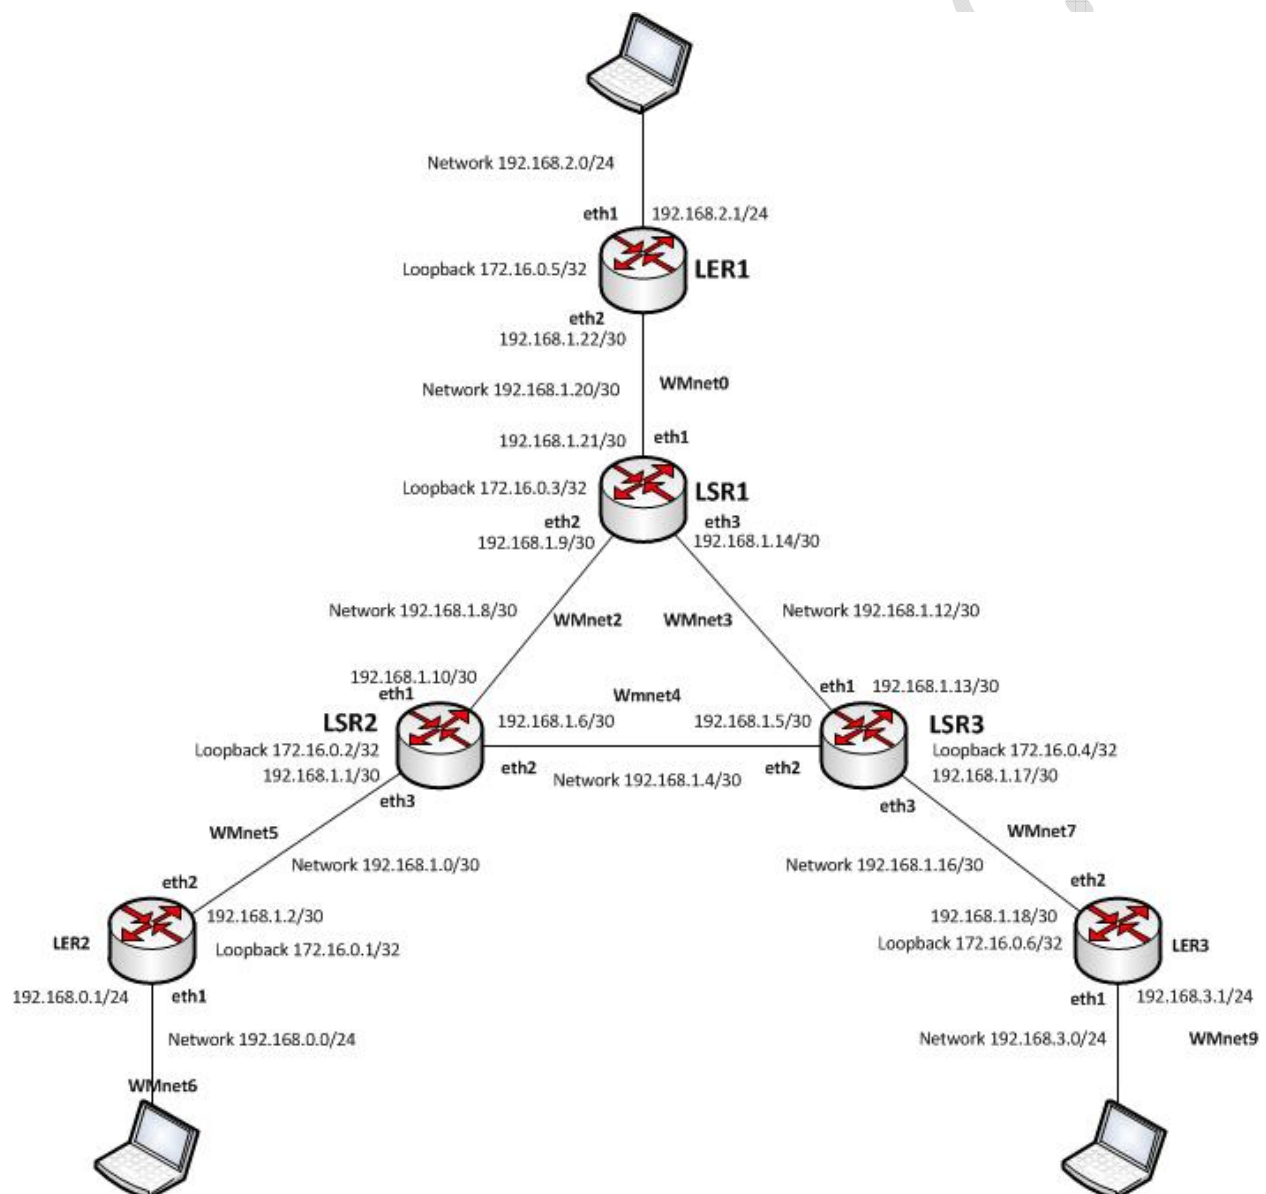 Network 192.168.2.0/24
eth1
192.168.2.1/24
Loopback 172.16.0.5/32
LER1
eth2
192.168.1.22/30
Network 192.168.1.20/30
WMnet0
192.168.1.21/30
eth1
Loopback 172.16.0.3/32
LSR1
eth2
192.168.1.9/30
eth3
192.168.1.14/30
Network 192.168.1.8/30
WMnet2
WMnet3
Network 192.168.1.12/30
192.168.1.10/30
eth1
LSR2
Loopback 172.16.0.2/32
192.168.1.1/30
eth3
Wmnet4
192.168.1.6/30
192.168.1.5/30
eth2
Network 192.168.1.4/30
eth2
eth1
192.168.1.13/30
LSR3
Loopback 172.16.0.4/32
192.168.1.17/30
eth3
WMnet5
Network 192.168.1.0/30
WMnet7
Network 192.168.1.16/30
eth2
192.168.1.2/30
LER2
Loopback 172.16.0.1/32
192.168.0.1/24
eth1
Network 192.168.0.0/24
WMnet6
eth2
192.168.1.18/30
Loopback 172.16.0.6/32
LER3
eth1
192.168.3.1/24
Network 192.168.3.0/24
WMnet9